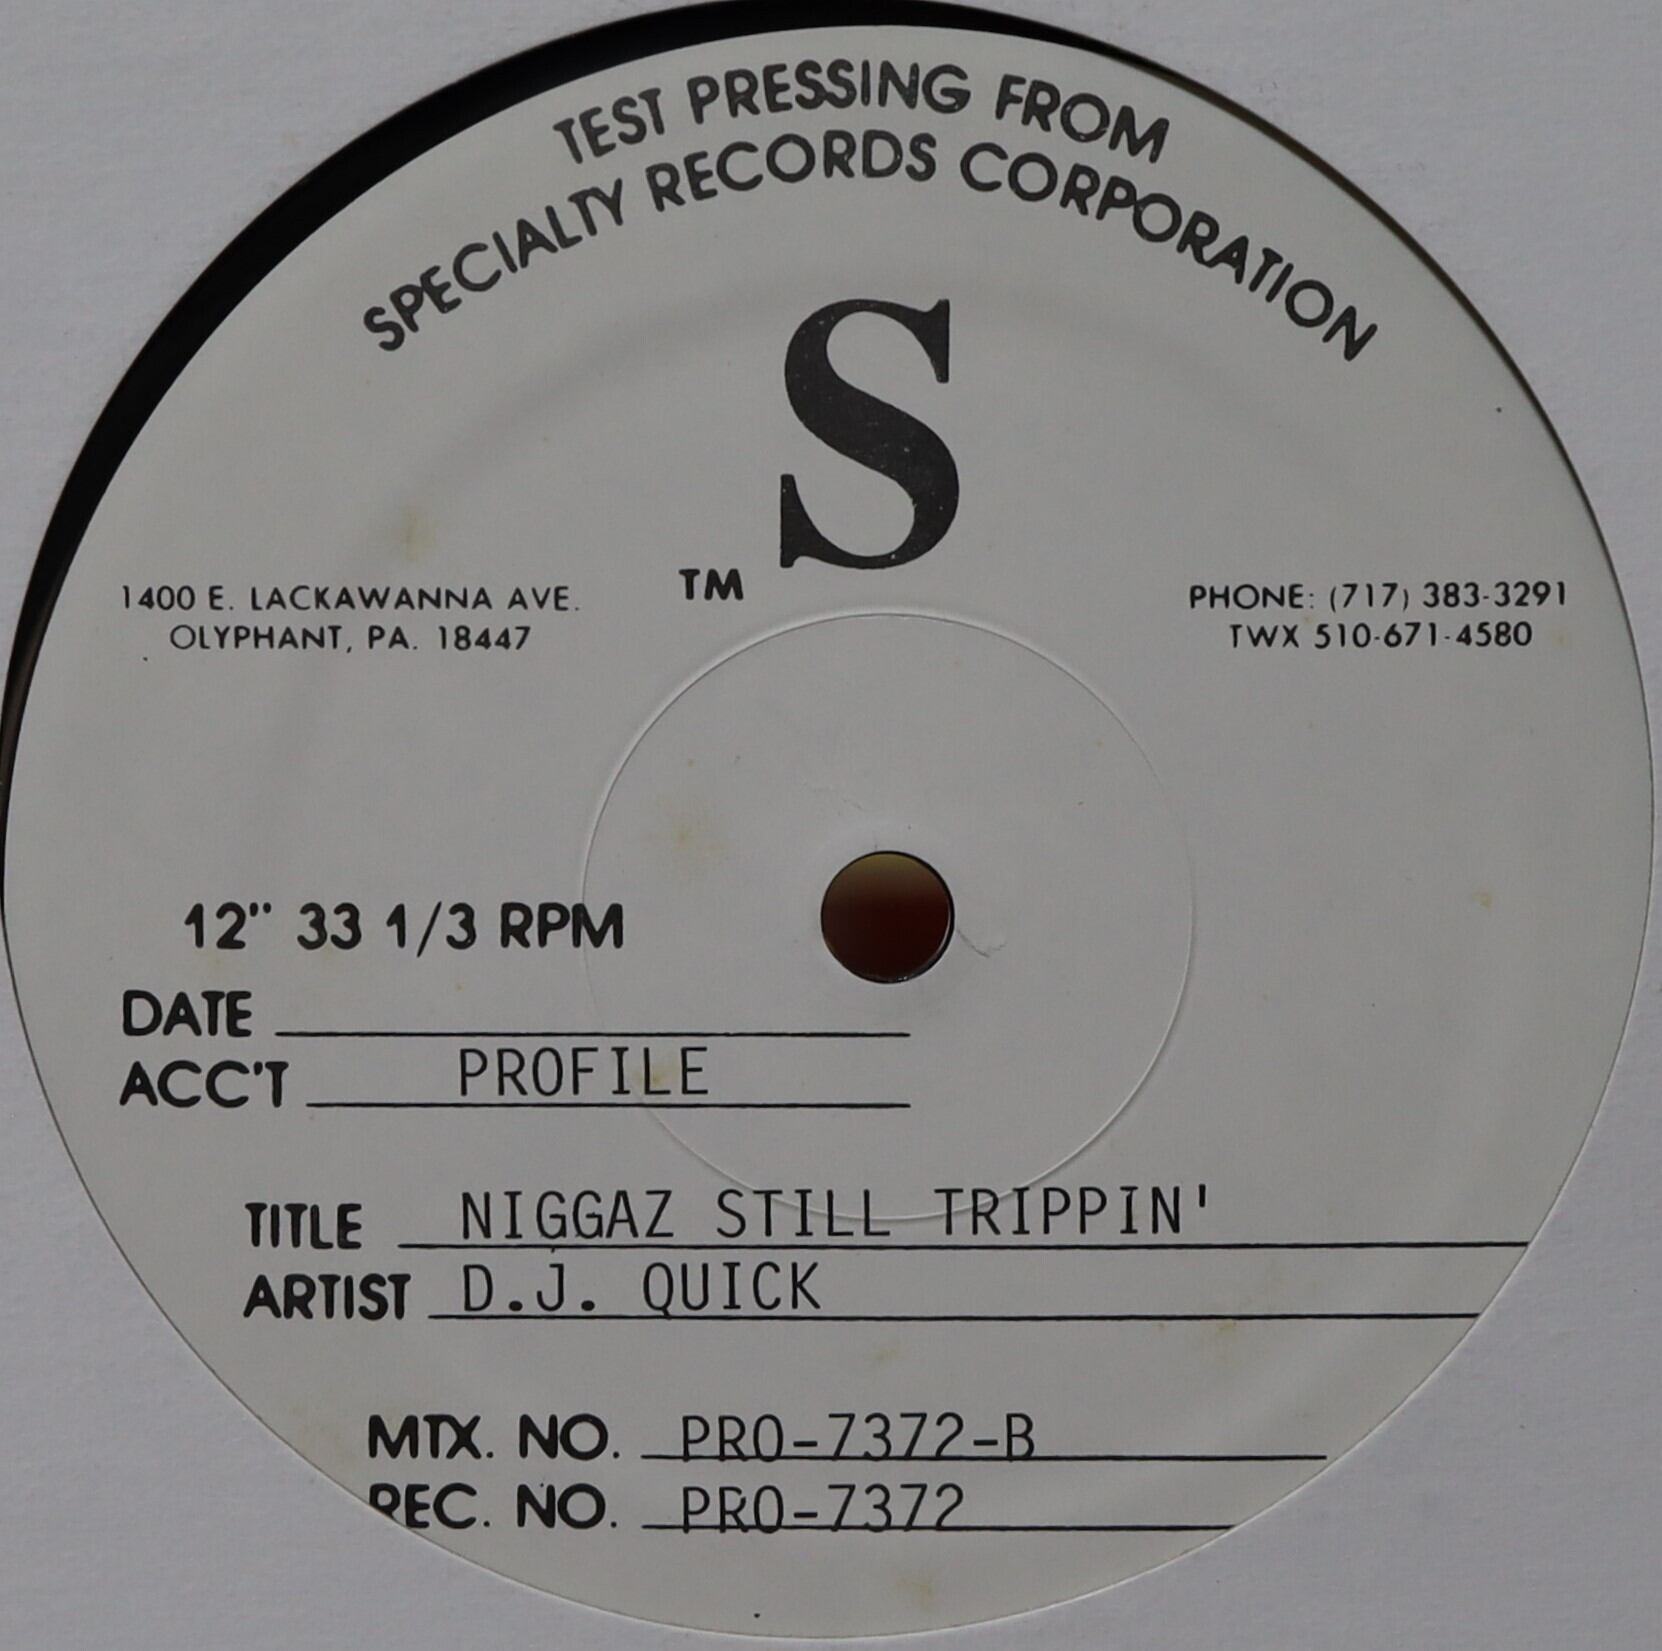 TEST PRESSING FROM
SPECIALTY RECORDS CORPORATION
S
TM
1400 E. LACKAWANNA AVE.
OLYPHANT, PA. 18447
PHONE: (717) 383-3291
TWX 510-671-4580
12" 33 1/3 RPM
DATE
ACC'T PROFILE
TITLE NIGGAZ STILL TRIPPIN'
ARTIST D.J. QUICK
MTX. NO. PRO-7372-B
REC. NO. PRO-7372